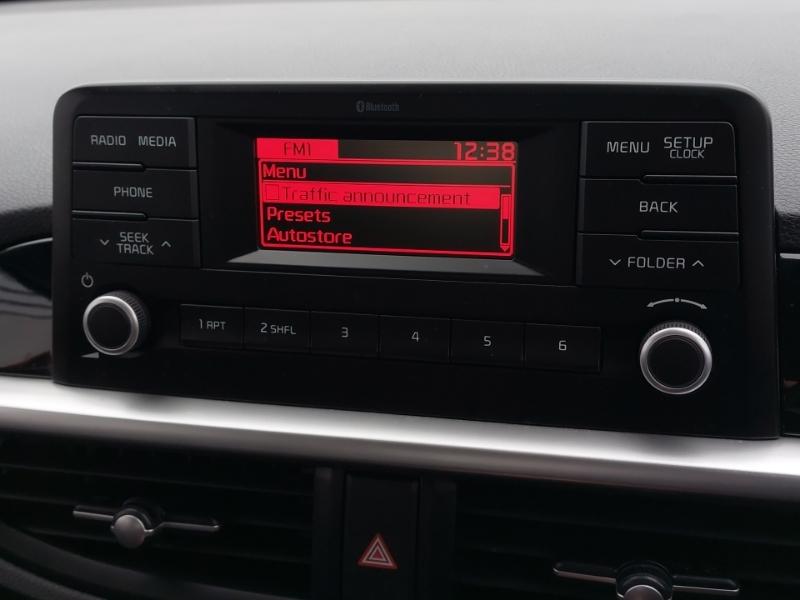 Bluetooth
RADIO MEDIA
PHONE
SEEK
TRACK
FM1 12:38
Menu
Traffic announcement
Presets
Autostore
MENU SETUP
CLOCK
BACK
FOLDER
1 RPT 2 SHFL 3 4 5 6